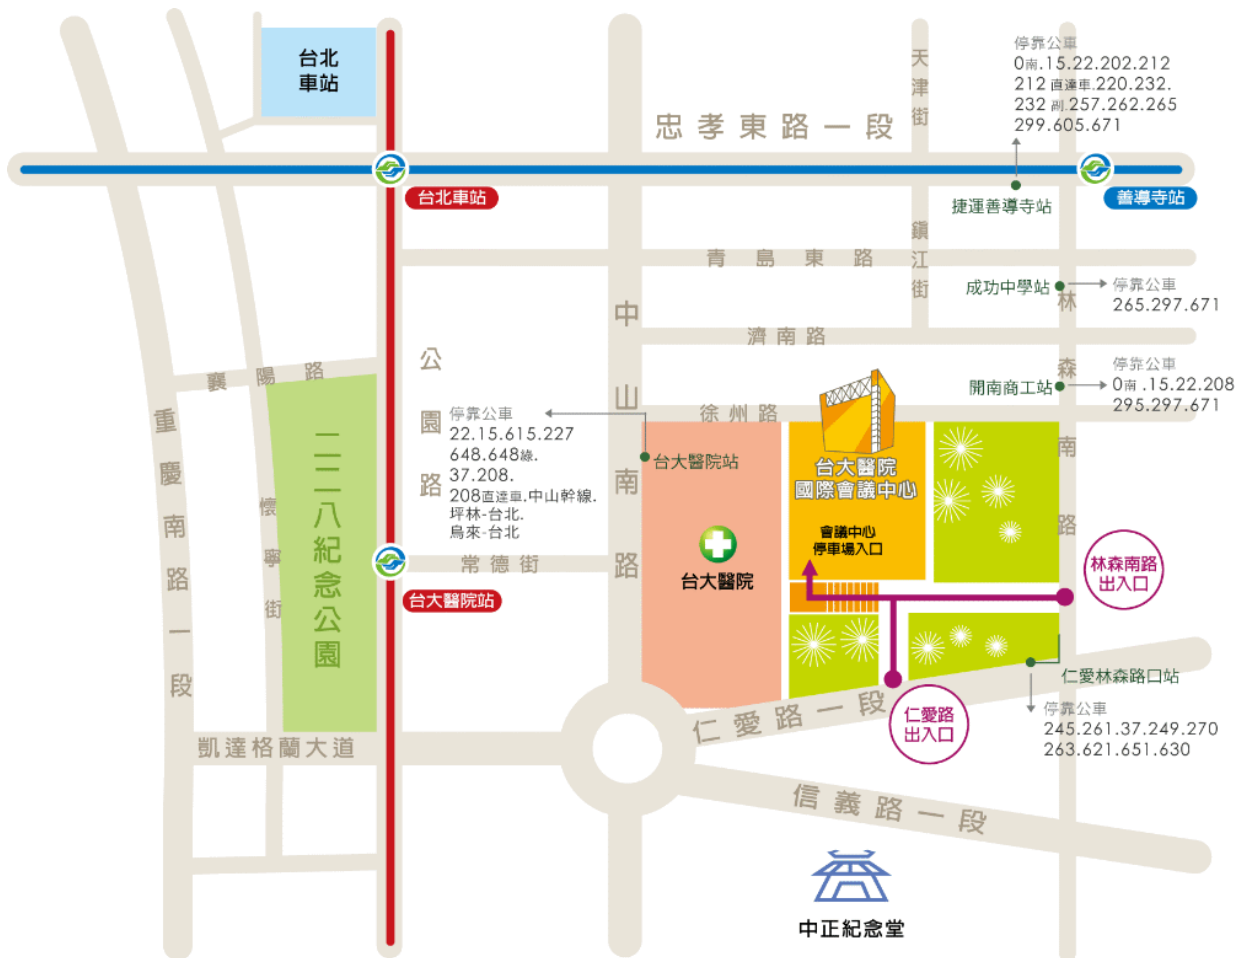 台北
車站
天津街
停靠公車
0南.15.22.202.212
212 直達車.220.232.
232 副.257.262.265
299.605.671
忠孝東路一段
台北車站
捷運善導寺站
善導寺站
鎮江街
青島東路
成功中學站
停靠公車
265.297.671
中山南路
濟南路
林森南路
公園路
襄陽路
停靠公車
0南 .15.22.208
295.297.671
開南商工站
徐州路
重慶南路一段
停靠公車
22.15.615.227
648.648綠.
37.208.
208直達車.中山幹線.
坪林-台北.
烏來-台北
台大醫院站
台大醫院
國際會議中心
二二八紀念公園
懷寧街
會議中心
停車場入口
常德街
台大醫院
林森南路
出入口
台大醫院站
仁愛林森路口站
停靠公車
245.261.37.249.270
263.621.651.630
仁愛路一段
仁愛路
出入口
凱達格蘭大道
信義路一段
中正紀念堂